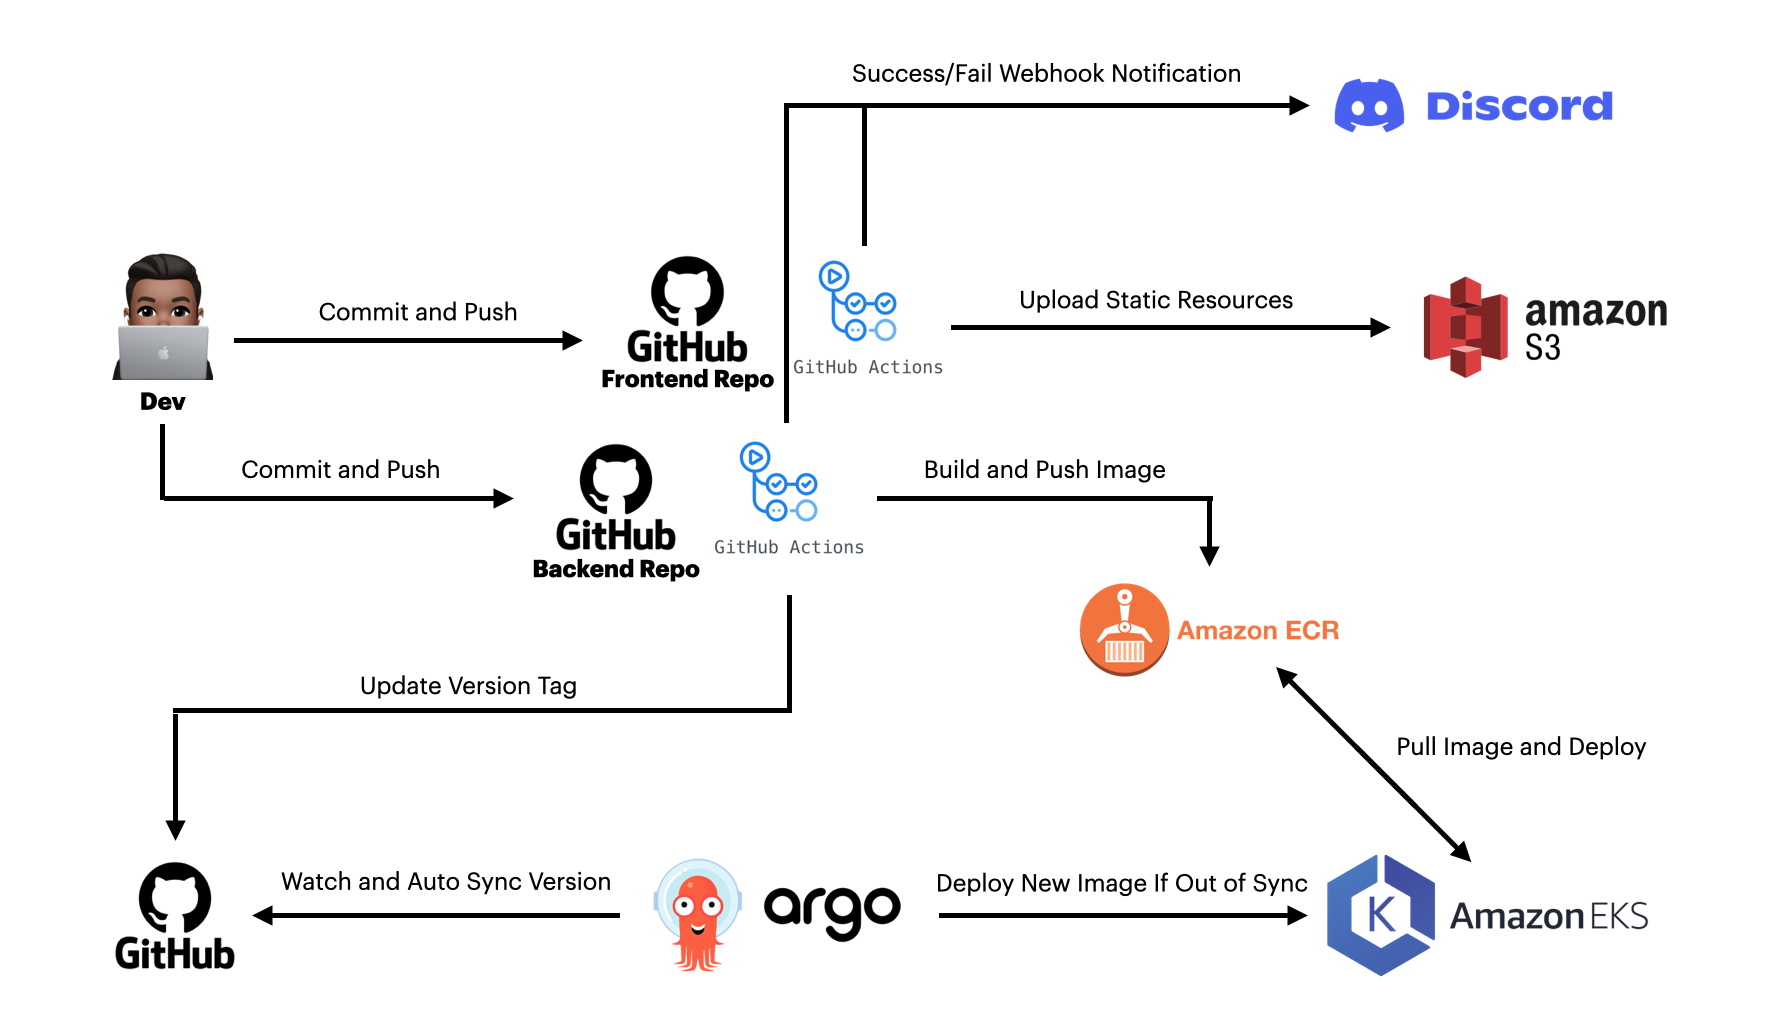 Success/Fail Webhook Notification
Discord
Commit and Push
GitHub
Frontend Repo
GitHub Actions
Upload Static Resources
amazon
S3
Dev
Commit and Push
GitHub
Backend Repo
GitHub Actions
Build and Push Image
Amazon ECR
Update Version Tag
Pull Image and Deploy
GitHub
Watch and Auto Sync Version
argo
Deploy New Image If Out of Sync
K
Amazon EKS